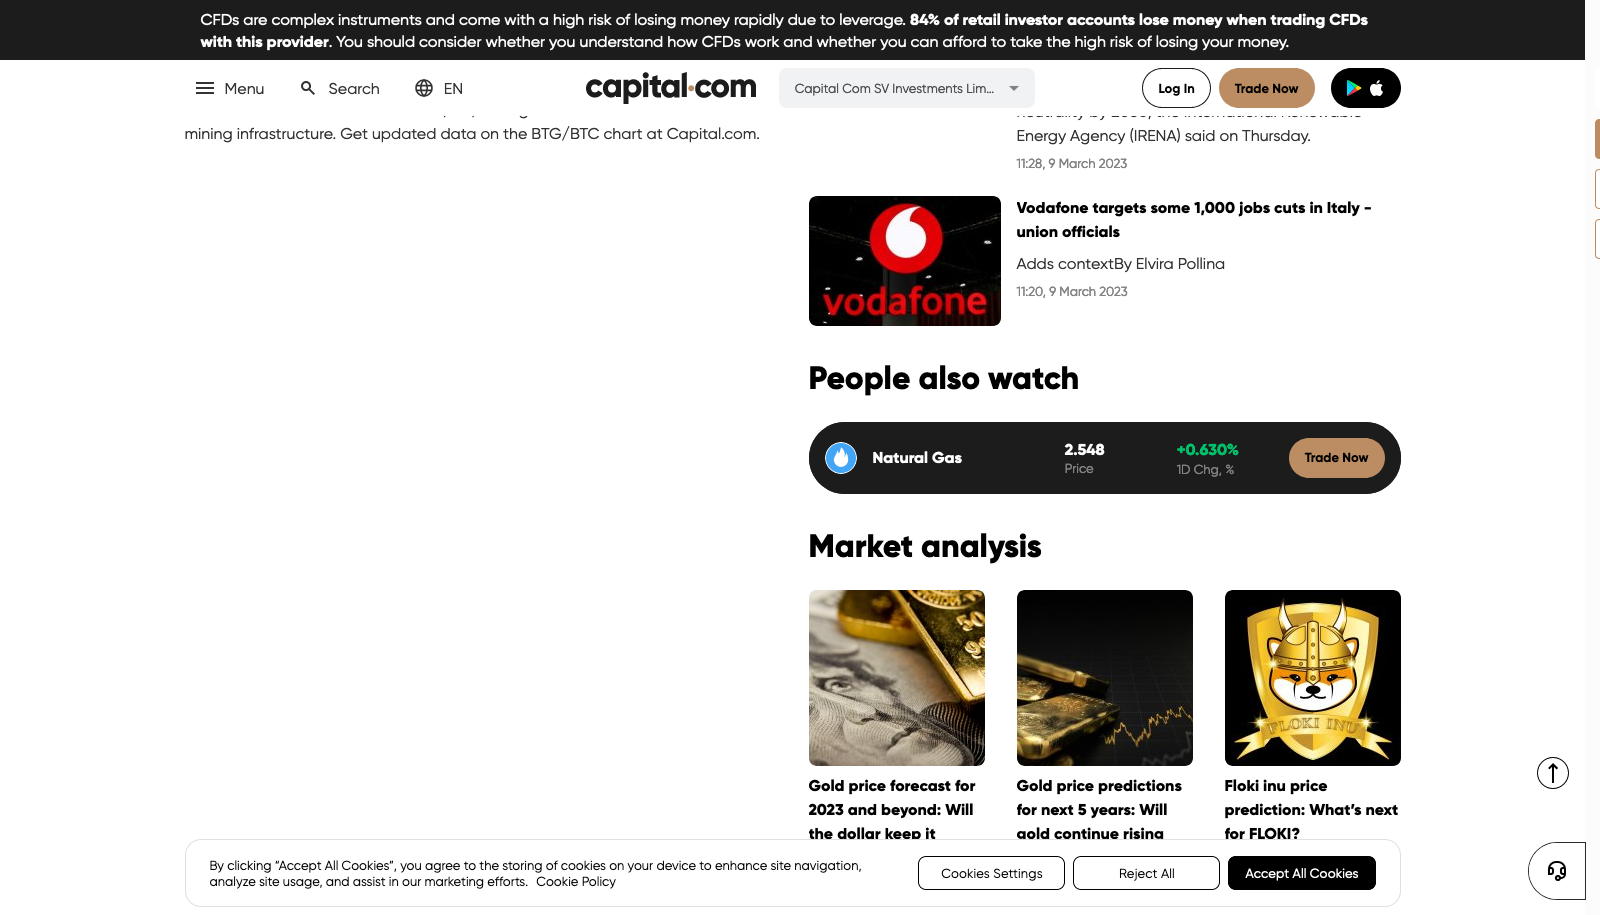 CFDs are complex instruments and come with a high risk of losing money rapidly due to leverage. 84% of retail investor accounts lose money when trading CFDs
with this provider. You should consider whether you understand how CFDs work and whether you can afford to take the high risk of losing your money.
Menu
Search
EN
capital.com
Capital Com SV Investments Lim...
Log In
Trade Now
mining infrastructure. Get updated data on the BTG/BTC chart at Capital.com.
neutrality by 2050, the International Renewable
Energy Agency (IRENA) said on Thursday.
11:28, 9 March 2023
vodafone
Vodafone targets some 1,000 jobs cuts in Italy -
union officials
Adds contextBy Elvira Pollina
11:20, 9 March 2023
People also watch
Natural Gas
2.548
Price
+0.630%
1D Chg, %
Trade Now
Market analysis
FLOKI INU
Gold price forecast for
2023 and beyond: Will
the dollar keep it
Gold price predictions
for next 5 years: Will
gold continue rising
Floki inu price
prediction: What's next
for FLOKI?
By clicking “Accept All Cookies”, you agree to the storing of cookies on your device to enhance site navigation,
analyze site usage, and assist in our marketing efforts. Cookie Policy
Cookies Settings
Reject All
Accept All Cookies